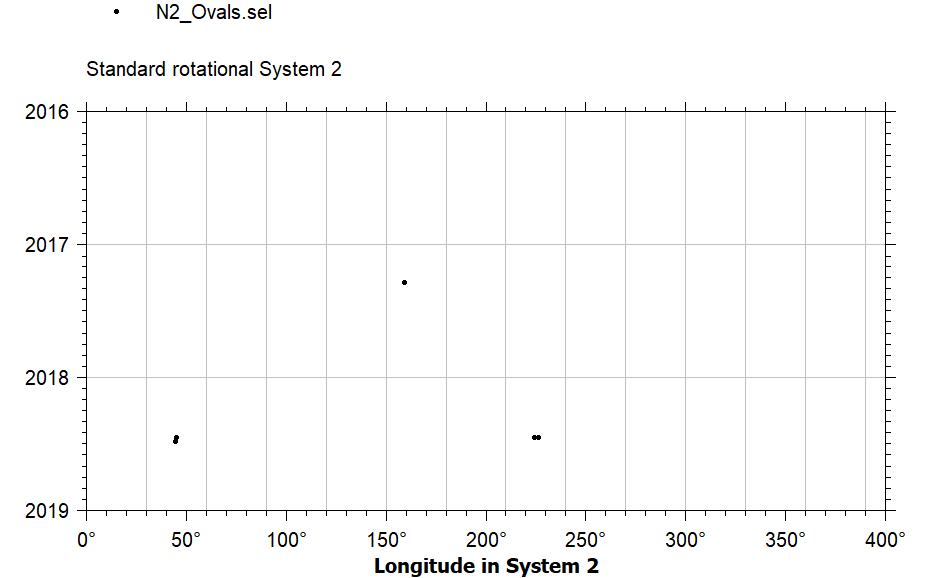 N2_Ovals.sel
Standard rotational System 2
2016
2017
2018
2019
0° 50° 100° 150° 200° 250° 300° 350° 400°
Longitude in System 2